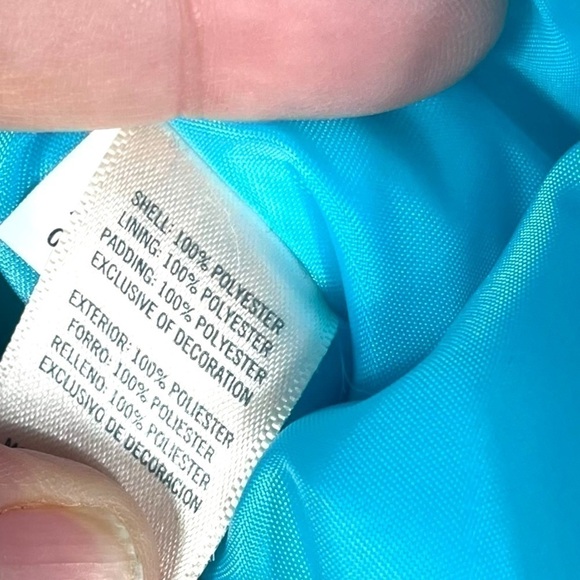 SHELL: 100% POLYESTER
LINING: 100% POLYESTER
PADDING: 100% POLYESTER
EXCLUSIVE OF DECORATION
EXTERIOR: 100% POLIESTER
FORRO: 100% POLIESTER
RELLENO: 100% POLIESTER
EXCLUSIVO DE DECORACION